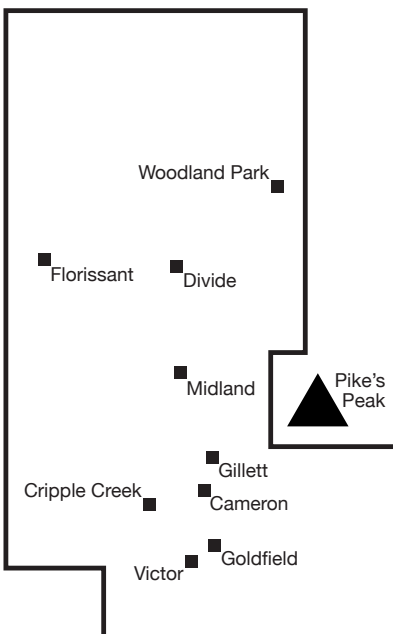 Woodland Park
Florissant
Divide
Midland
Pike’s
Peak
Gillett
Cripple Creek
Cameron
Goldfield
Victor